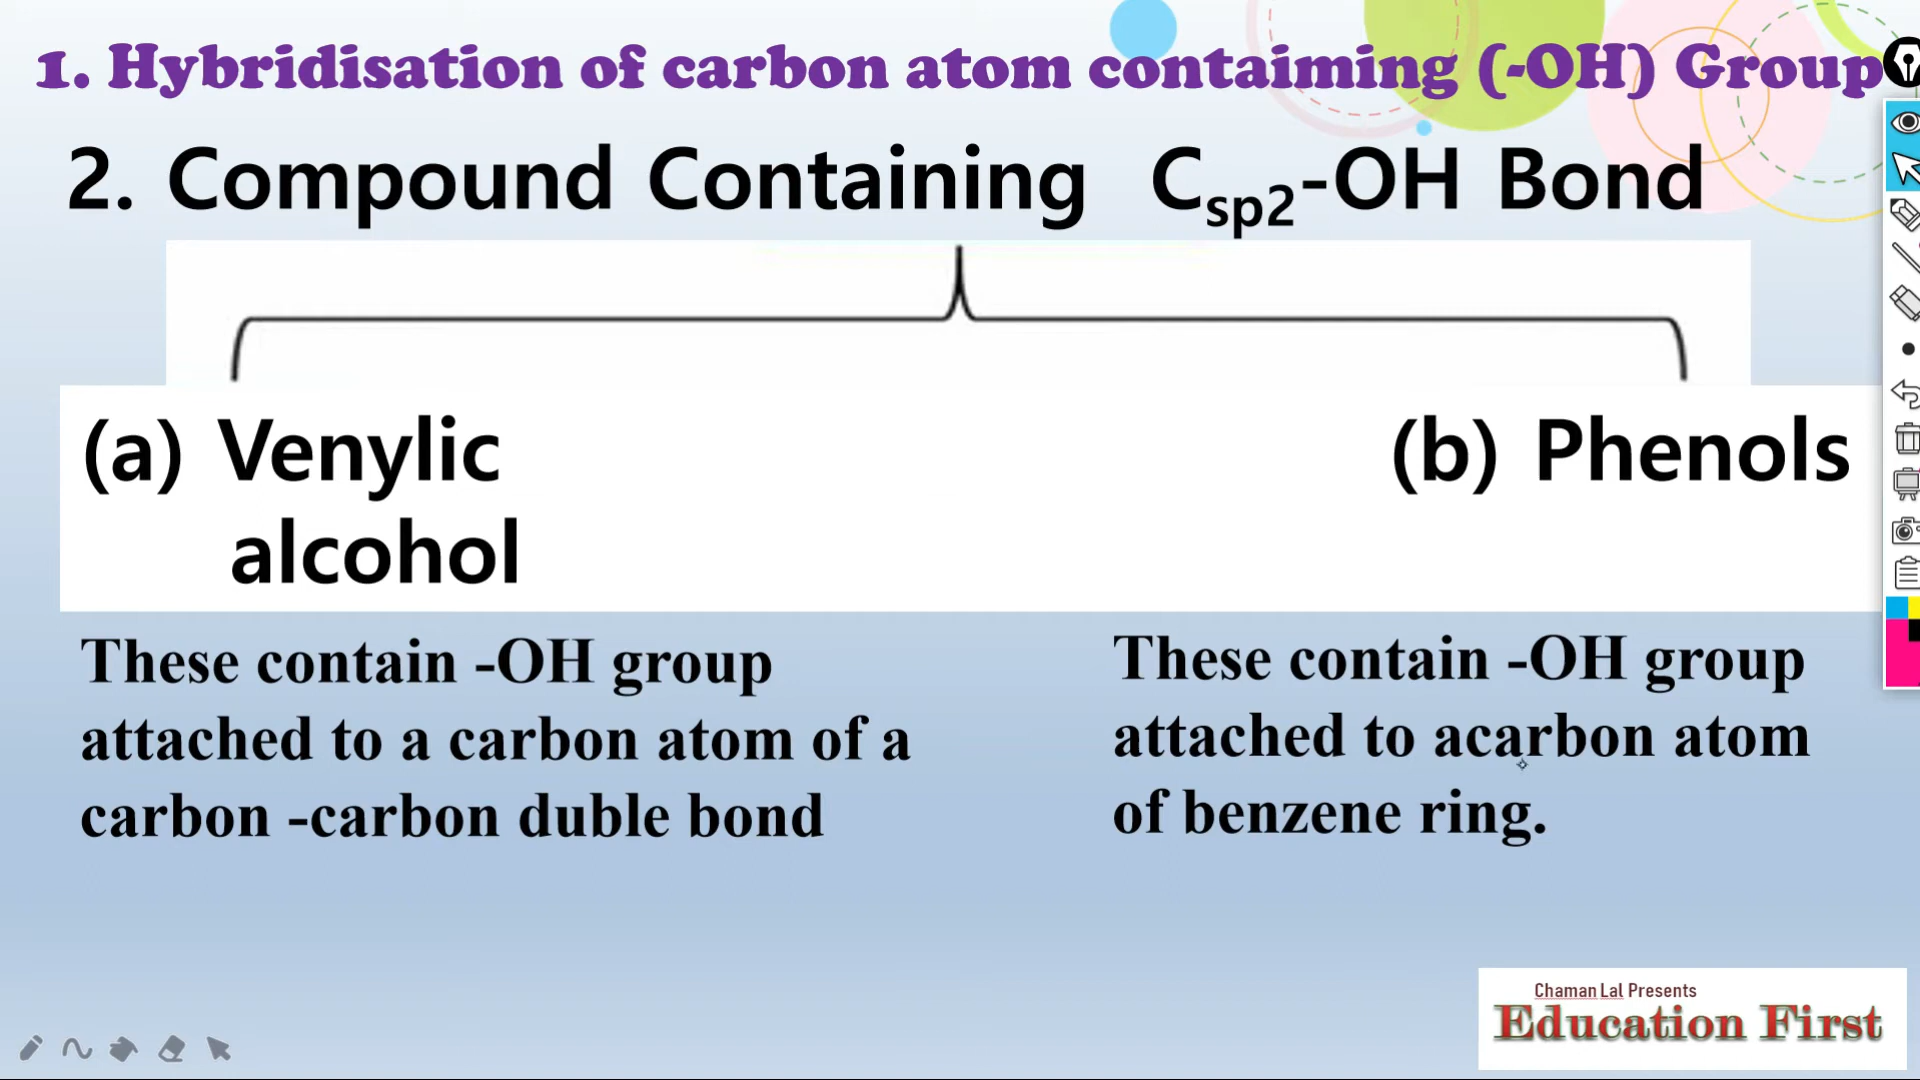 1. Hybridisation of carbon atom contaiming (-OH) Group
2. Compound Containing Csp2-OH Bond
(a) Venylic
alcohol
(b) Phenols
These contain -OH group
attached to a carbon atom of a
carbon -carbon duble bond
These contain -OH group
attached to acarbon atom
of benzene ring.
Chaman Lal Presents
Education First